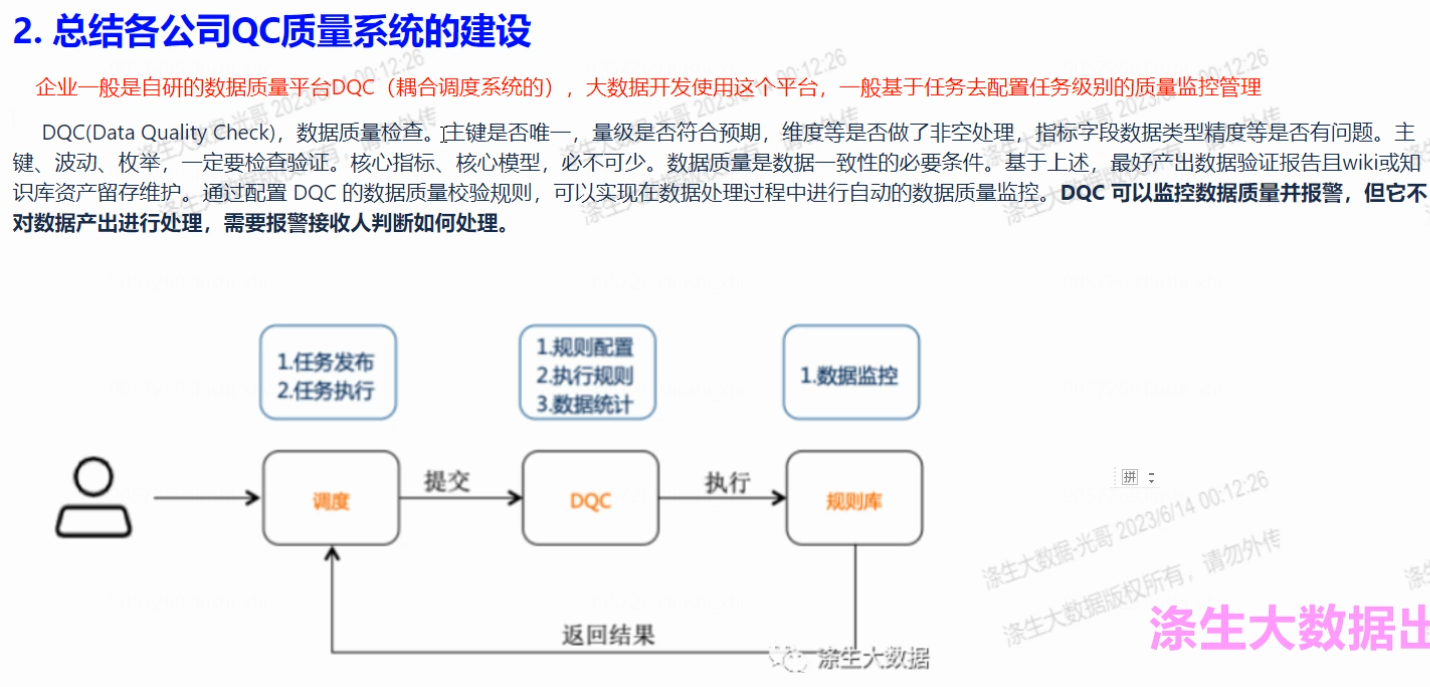 2. 总结各公司QC质量系统的建设
企业一般是自研的数据质量平台DQC（耦合调度系统的），大数据开发使用这个平台，一般基于任务去配置任务级别的质量监控管理
DQC(Data Quality Check)，数据质量检查。主键是否唯一，量级是否符合预期，维度等是否做了非空处理，指标字段数据类型精度等是否有问题。主
键、波动、枚举，一定要检查验证。核心指标、核心模型，必不可少。数据质量是数据一致性的必要条件。基于上述，最好产出数据验证报告且wiki或知
识库资产留存维护。通过配置 DQC 的数据质量校验规则，可以实现在数据处理过程中进行自动的数据质量监控。DQC 可以监控数据质量并报警，但它不
对数据产出进行处理，需要报警接收人判断如何处理。
1.任务发布
2.任务执行
1.规则配置
2.执行规则
3.数据统计
1.数据监控
调度
提交
DQC
执行
规则库
返回结果
涤生大数据
拼
涤生大数据-光哥 2023/6/14 00:12:26
涤生大数据版权所有，请勿外传
涤生大数据出